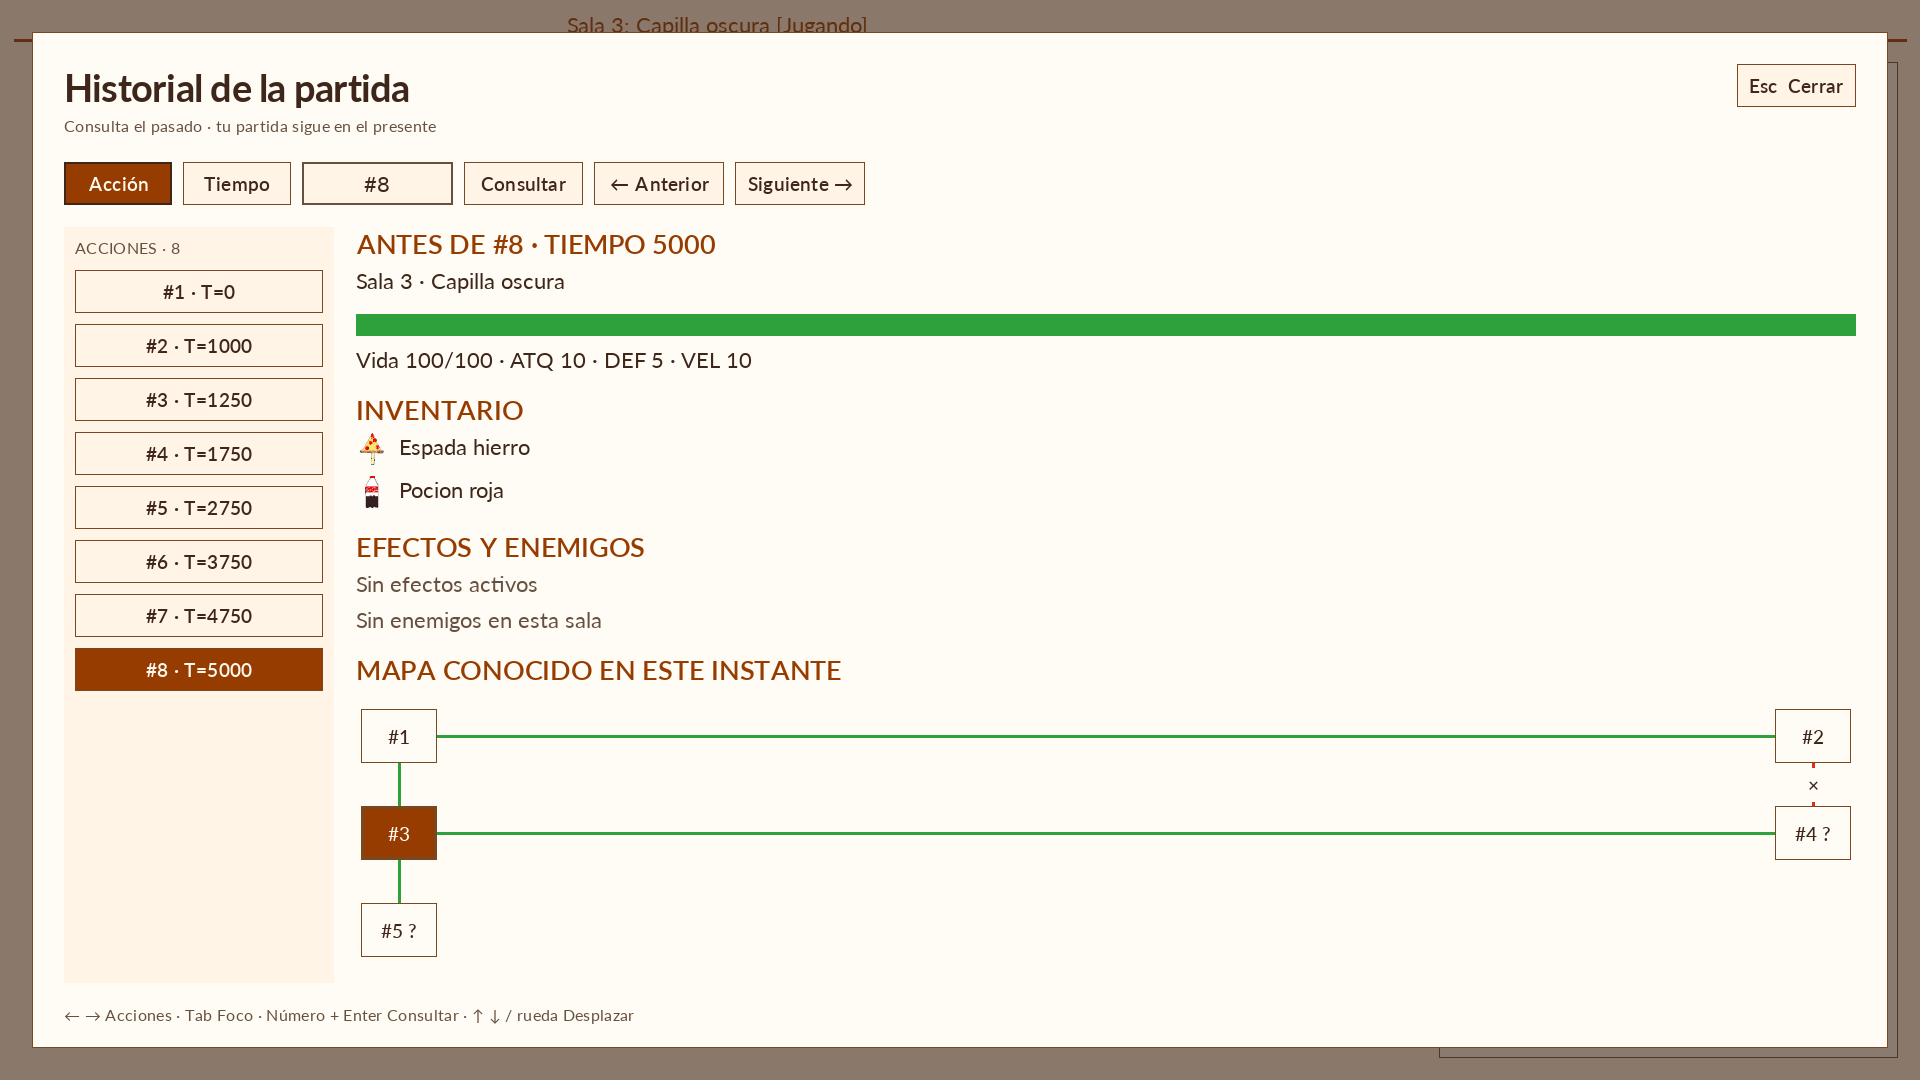 Sala 3: Capilla oscura [Jugando]
Historial de la partida
Esc Cerrar
Consulta el pasado · tu partida sigue en el presente
Acción
Tiempo
#8
Consultar
← Anterior
Siguiente →
ACCIONES · 8
#1 · T=0
#2 · T=1000
#3 · T=1250
#4 · T=1750
#5 · T=2750
#6 · T=3750
#7 · T=4750
#8 · T=5000
ANTES DE #8 · TIEMPO 5000
Sala 3 · Capilla oscura
Vida 100/100 · ATQ 10 · DEF 5 · VEL 10
INVENTARIO
Espada hierro
Pocion roja
EFECTOS Y ENEMIGOS
Sin efectos activos
Sin enemigos en esta sala
MAPA CONOCIDO EN ESTE INSTANTE
#1
#2
×
#3
#4 ?
#5 ?
← → Acciones · Tab Foco · Número + Enter Consultar · ↑ ↓ / rueda Desplazar